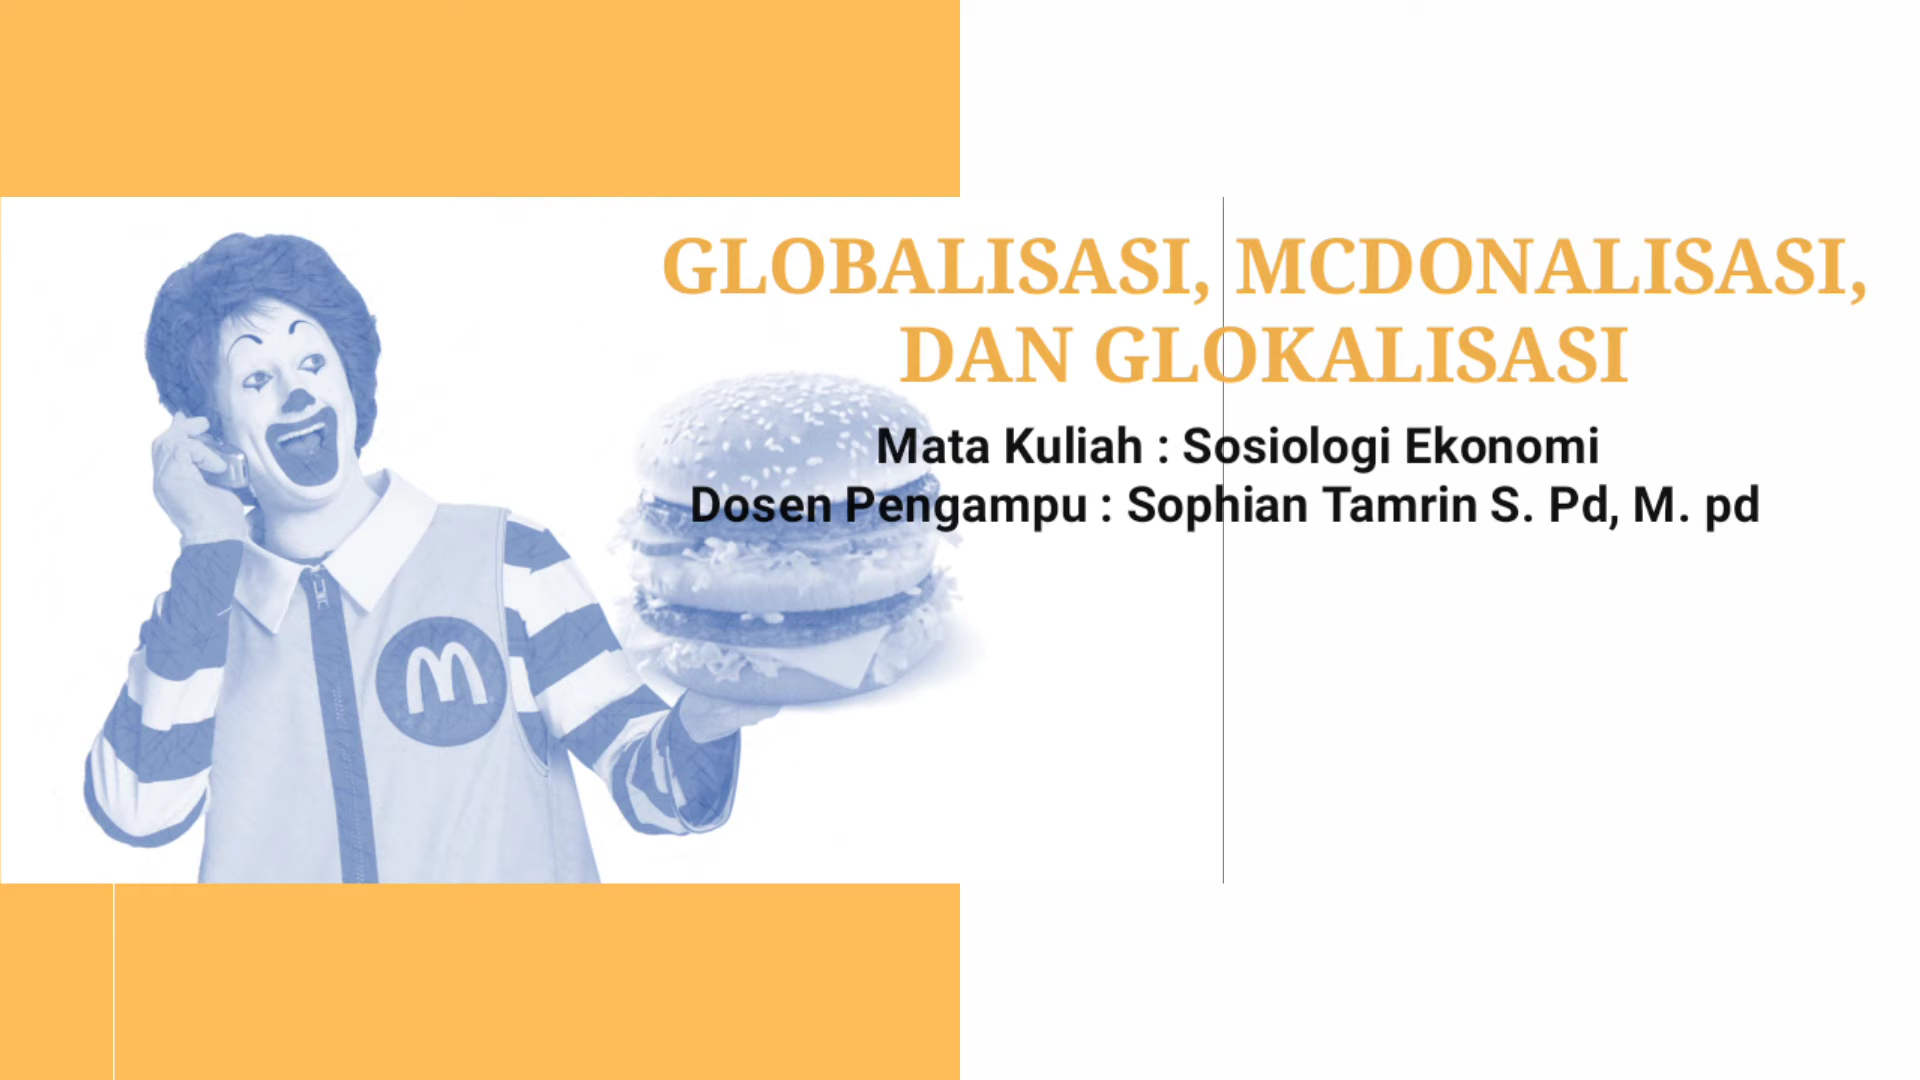 GLOBALISASI, MCDONALISASI,
DAN GLOKALISASI
Mata Kuliah : Sosiologi Ekonomi
Dosen Pengampu : Sophian Tamrin S. Pd, M. pd
M